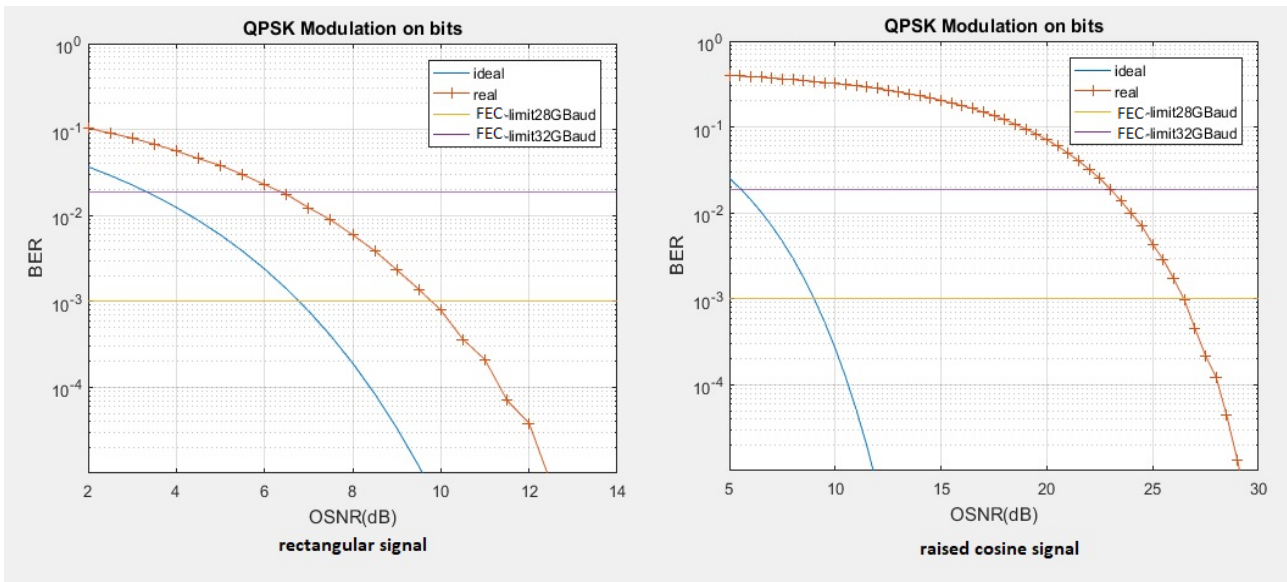 QPSK Modulation on bits
10^0
10^-1
10^-2
10^-3
10^-4
BER
ideal
real
FEC-limit28GBaud
FEC-limit32GBaud
2 4 6 8 10 12 14
OSNR(dB)
rectangular signal
QPSK Modulation on bits
10^0
10^-1
10^-2
10^-3
10^-4
BER
ideal
real
FEC-limit28GBaud
FEC-limit32GBaud
5 10 15 20 25 30
OSNR(dB)
raised cosine signal